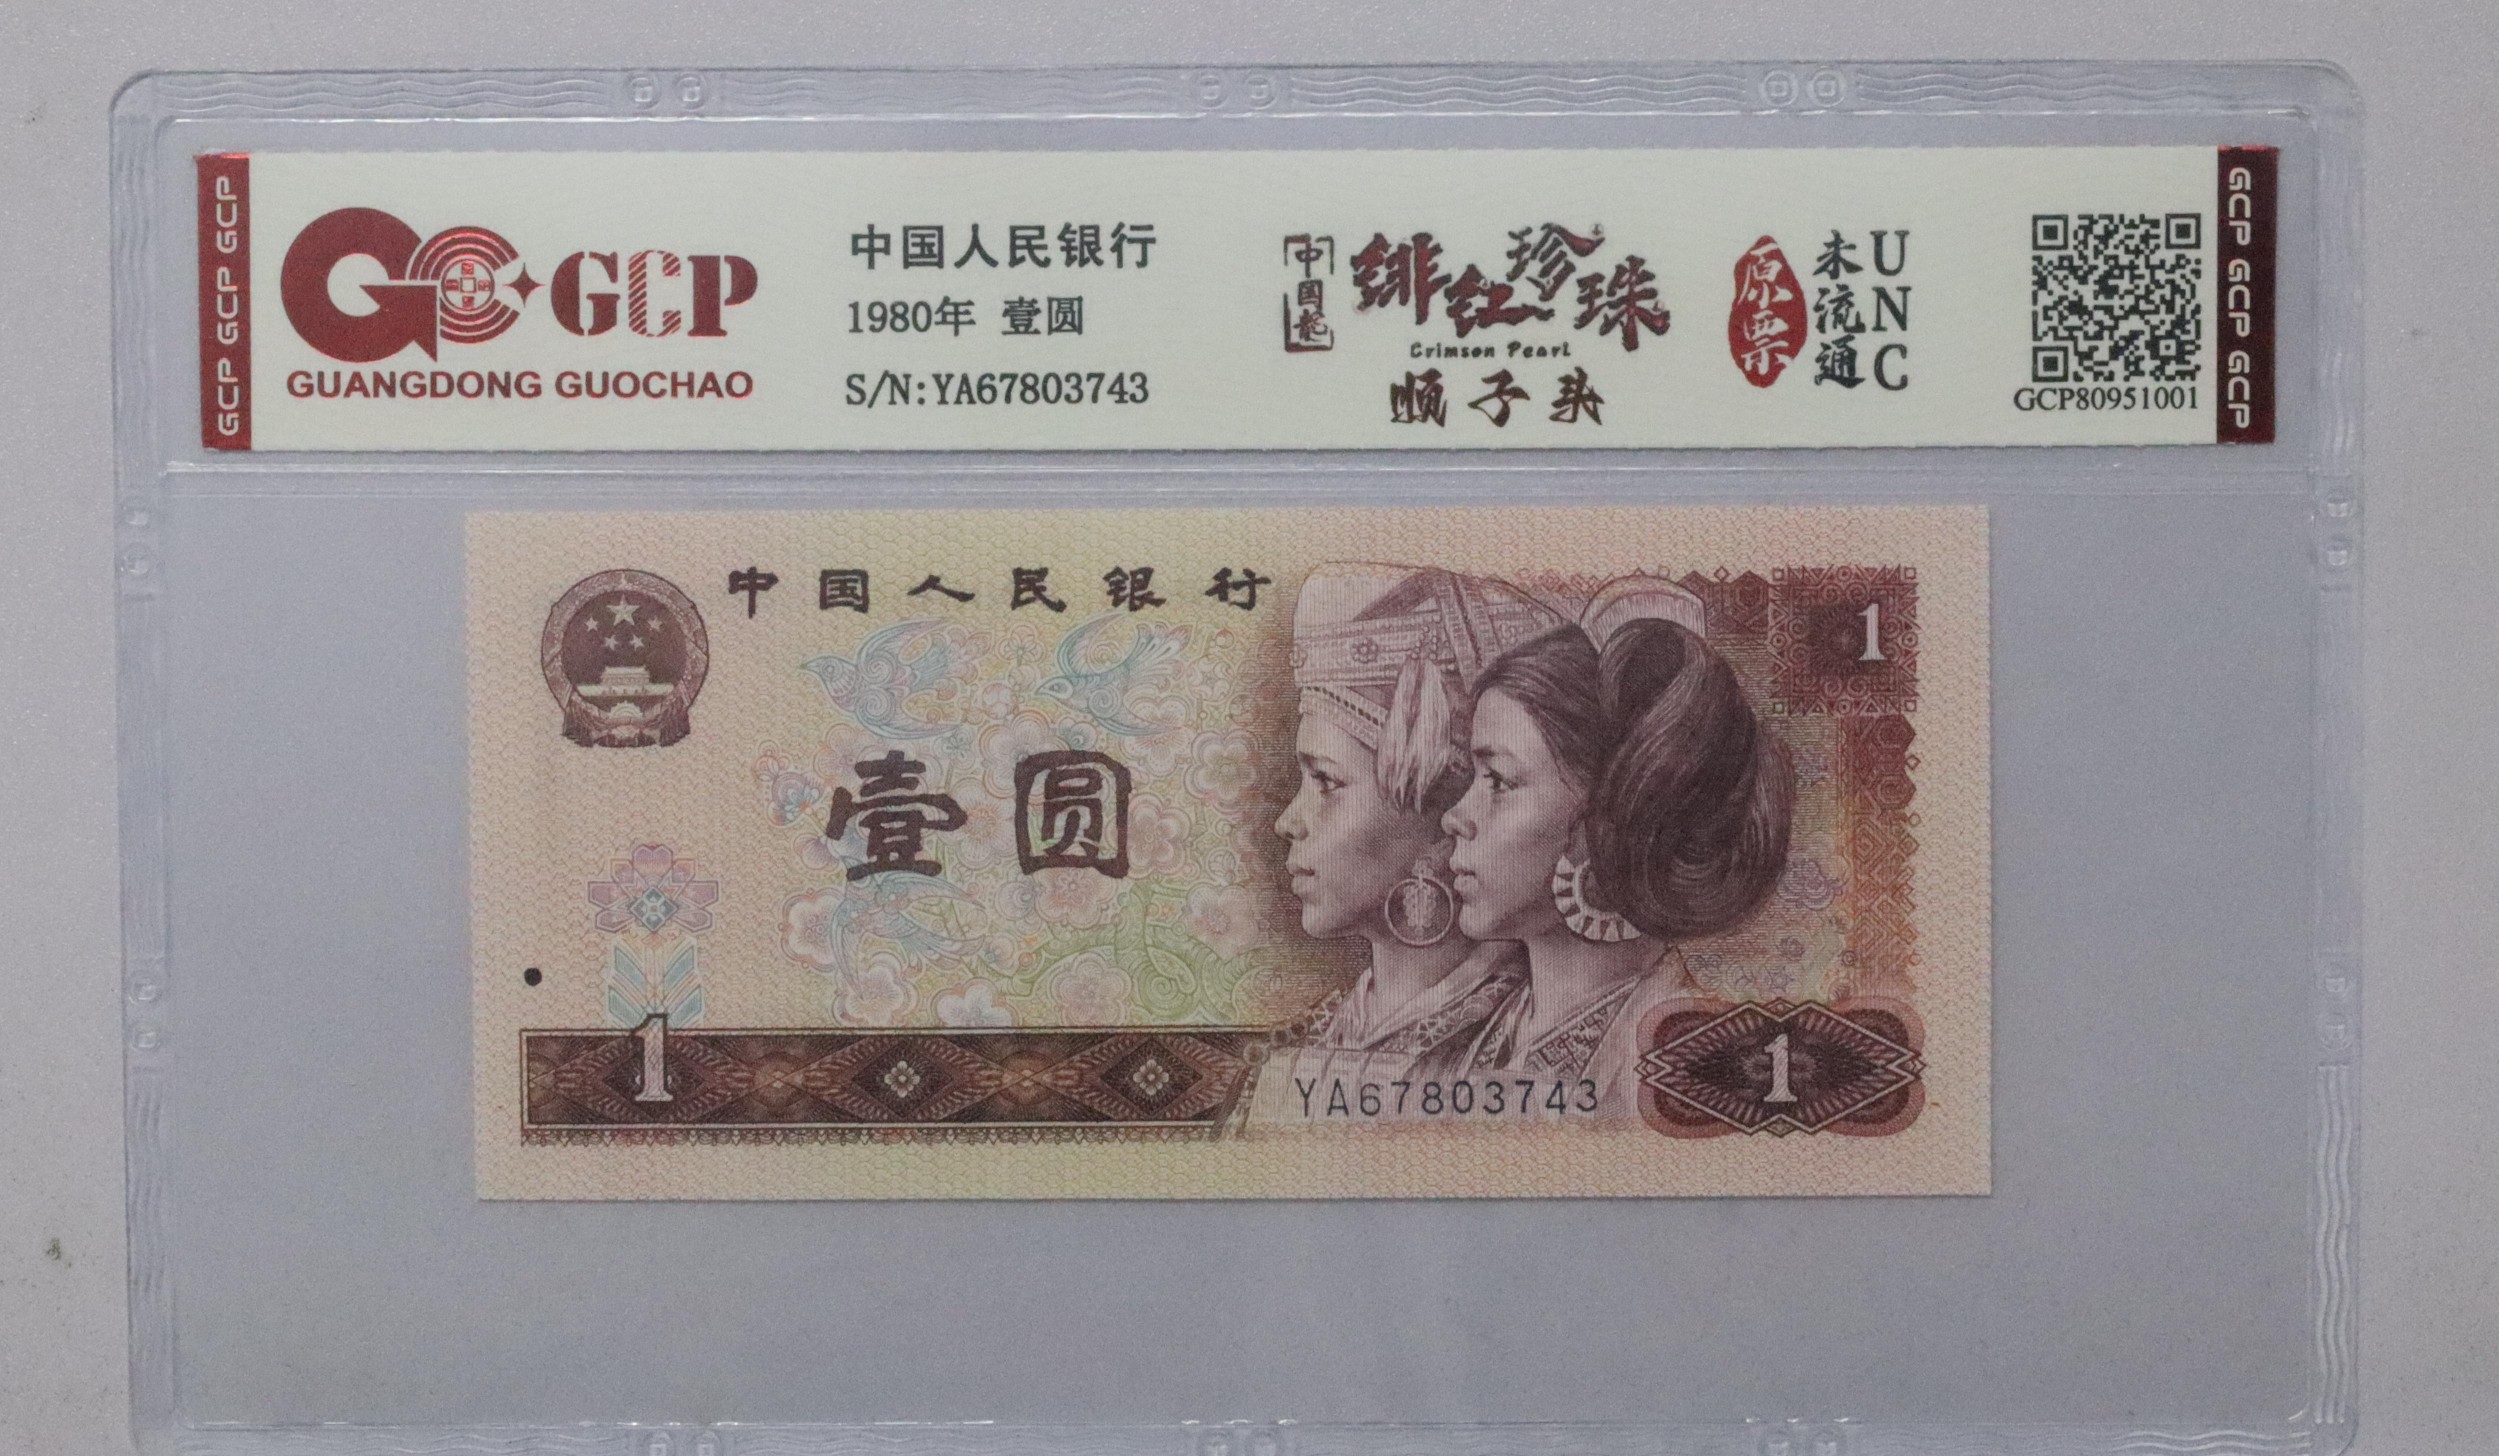 GCP GCP GCP
GCP
GUANGDONG GUOCHAO
中国人民银行
1980年 壹圆
S/N:YA67803743
中国龙
绯红珍珠
Crimson Pearl
顺子号
原票
未流通
UNC
GCP80951001
GCP GCP GCP
中国人民银行
1
壹圆
1
1
YA67803743